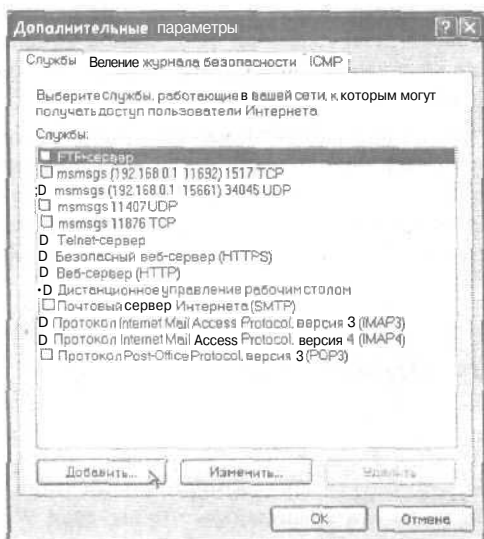 Дополнительные параметры
Службы Веление журнала безопасности ICMP
Выберите службы, работающие в вашей сети, к которым могут
получать доступ пользователи Интернета.
Службы:
FTP-сервер
msmsgs (192.168.0.1 11692) 1517 TCP
D msmsgs (192.168.0.1 15661) 34045 UDP
msmsgs 11407 UDP
msmsgs 11876 TCP
D Telnet-сервер
D Безопасный веб-сервер (HTTPS)
D Веб-сервер (HTTP)
D Дистанционное управление рабочим столом
Почтовый сервер Интернета (SMTP)
D Протокол Internet Mail Access Protocol, версия 3 (IMAP3)
D Протокол Internet Mail Access Protocol, версия 4 (IMAP4)
Протокол Post-Office Protocol, версия 3 (POP3)
Добавить... Изменить... Удалить
OK Отмена